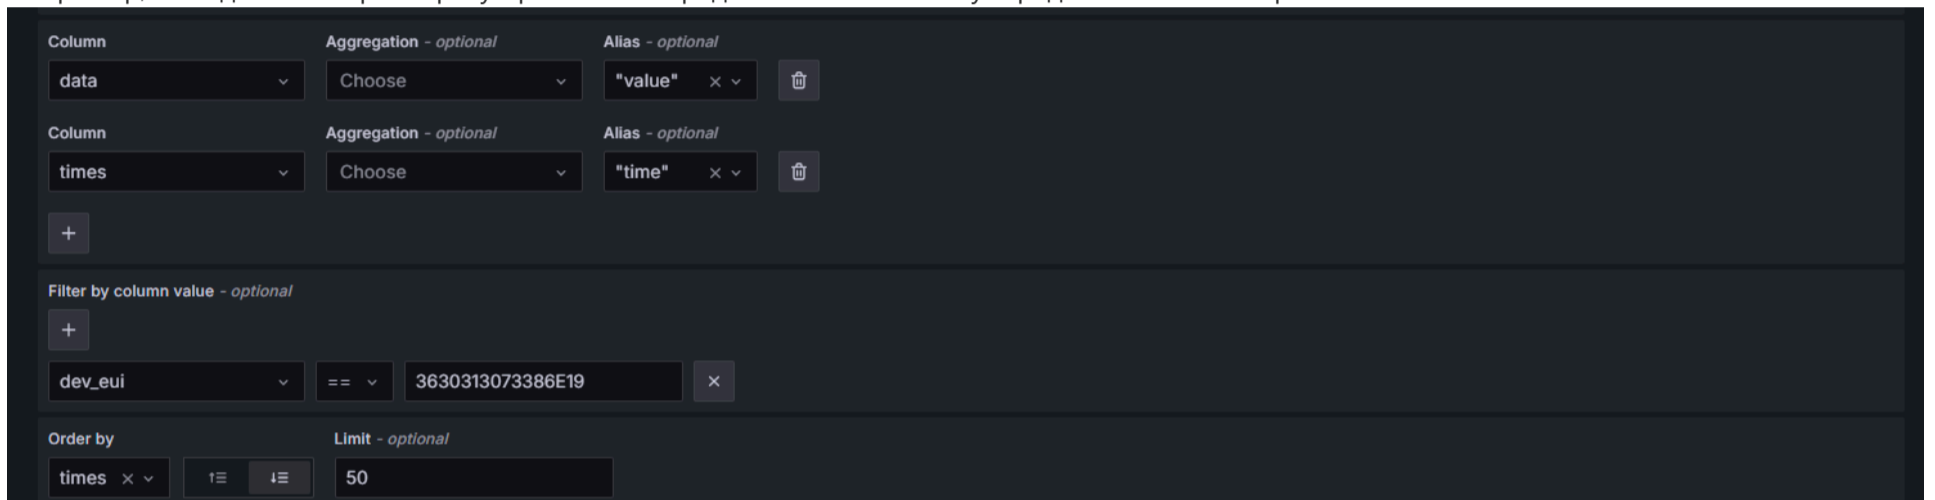 Column Aggregation - optional Alias - optional
data Choose "value"
Column Aggregation - optional Alias - optional
times Choose "time"
Filter by column value - optional
dev_eui == 3630313073386E19
Order by Limit - optional
times 50